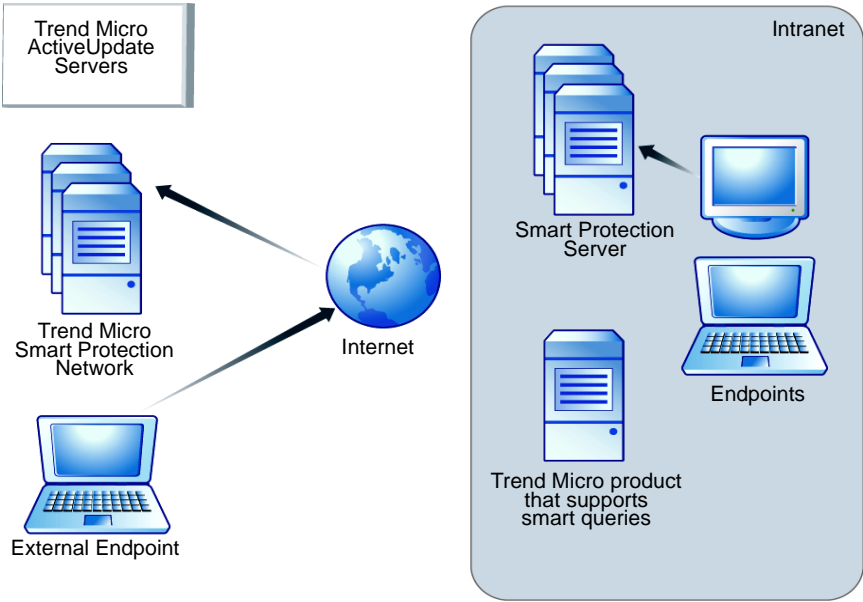 Trend Micro
ActiveUpdate
Servers
Intranet
Smart Protection
Server
Trend Micro
Smart Protection
Network
Internet
Endpoints
Trend Micro product
that supports
smart queries
External Endpoint